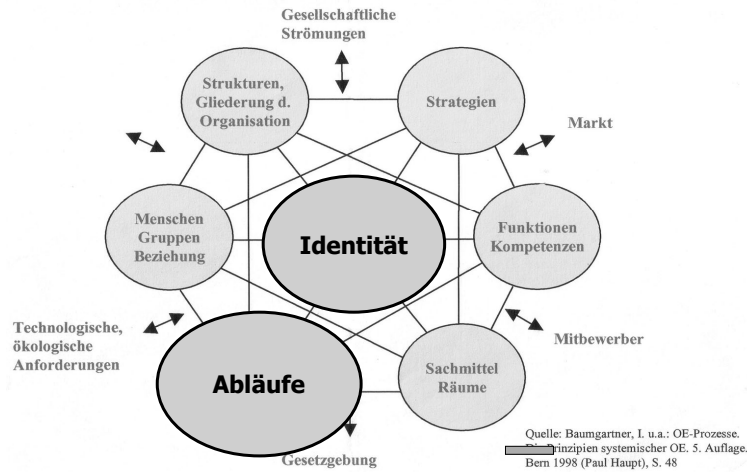 Gesellschaftliche
Strömungen
Strukturen,
Gliederung d.
Organisation
Strategien
Markt
Menschen
Gruppen
Beziehung
Identität
Funktionen
Kompetenzen
Technologische,
ökologische
Anforderungen
Mitbewerber
Abläufe
Sachmittel
Räume
Gesetzgebung
Quelle: Baumgartner, I. u.a.: OE-Prozesse.
Prinzipien systemischer OE. 5. Auflage.
Bern 1998 (Paul Haupt), S. 48